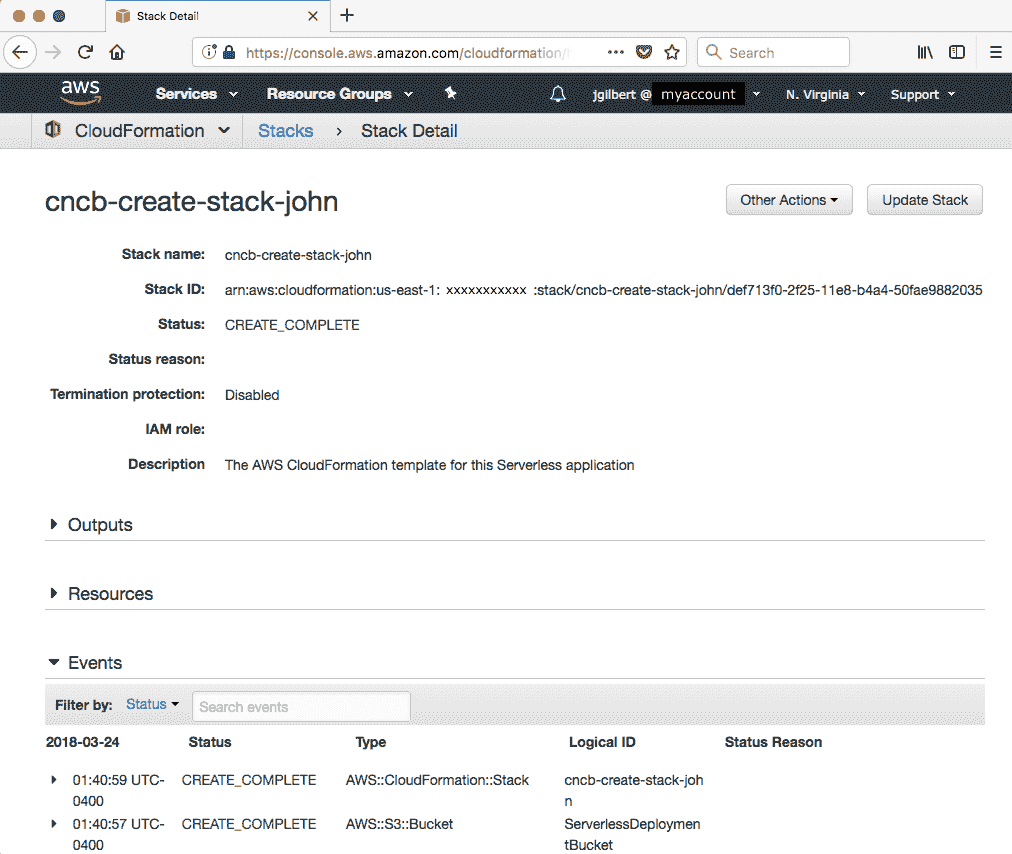 Stack Detail
https://console.aws.amazon.com/cloudformation/
Search
aws
Services
Resource Groups
jgilbert @ myaccount
N. Virginia
Support
CloudFormation
Stacks
Stack Detail
cncb-create-stack-john
Other Actions
Update Stack
Stack name: cncb-create-stack-john
Stack ID: arn:aws:cloudformation:us-east-1: xxxxxxxxxxx :stack/cncb-create-stack-john/def713f0-2f25-11e8-b4a4-50fae9882035
Status: CREATE_COMPLETE
Status reason:
Termination protection: Disabled
IAM role:
Description The AWS CloudFormation template for this Serverless application
Outputs
Resources
Events
Filter by: Status Search events
2018-03-24 Status Type Logical ID Status Reason
01:40:59 UTC- CREATE_COMPLETE AWS::CloudFormation::Stack cncb-create-stack-joh
0400 n
01:40:57 UTC- CREATE_COMPLETE AWS::S3::Bucket ServerlessDeploymen
0400 tBucket